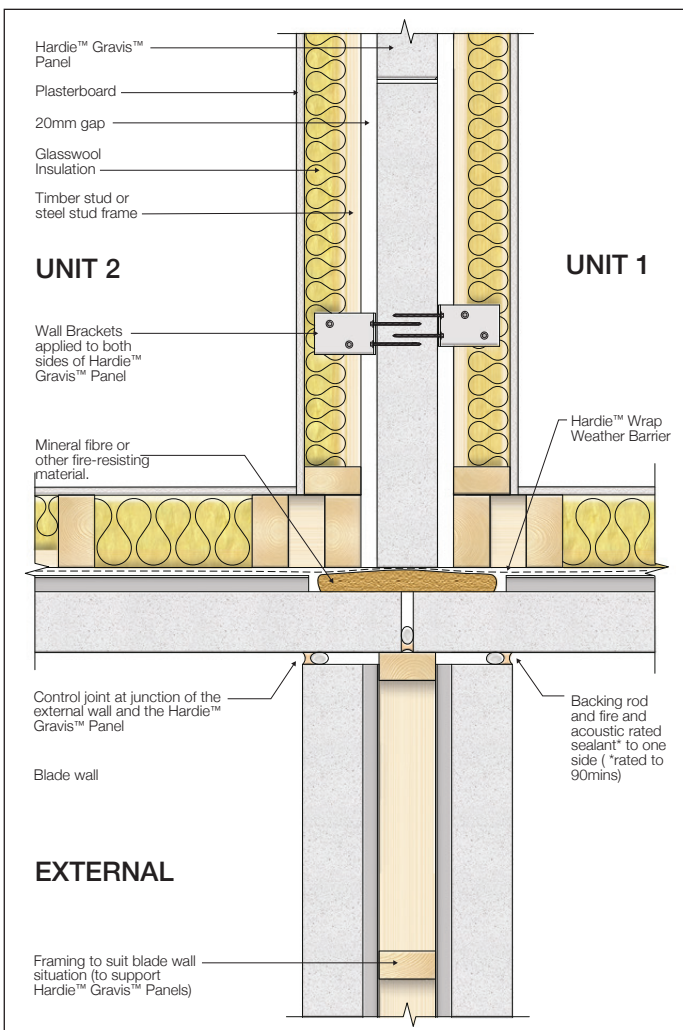 Hardie™ Gravis™
Panel
Plasterboard
20mm gap
Glasswool
Insulation
Timber stud or
steel stud frame
UNIT 2
UNIT 1
Wall Brackets
applied to both
sides of Hardie™
Gravis™ Panel
Hardie™ Wrap
Weather Barrier
Mineral fibre or
other fire-resisting
material.
Control joint at junction of the
external wall and the Hardie™
Gravis™ Panel
Backing rod
and fire and
acoustic rated
sealant* to one
side ( *rated to
90mins)
Blade wall
EXTERNAL
Framing to suit blade wall
situation (to support
Hardie™ Gravis™ Panels)